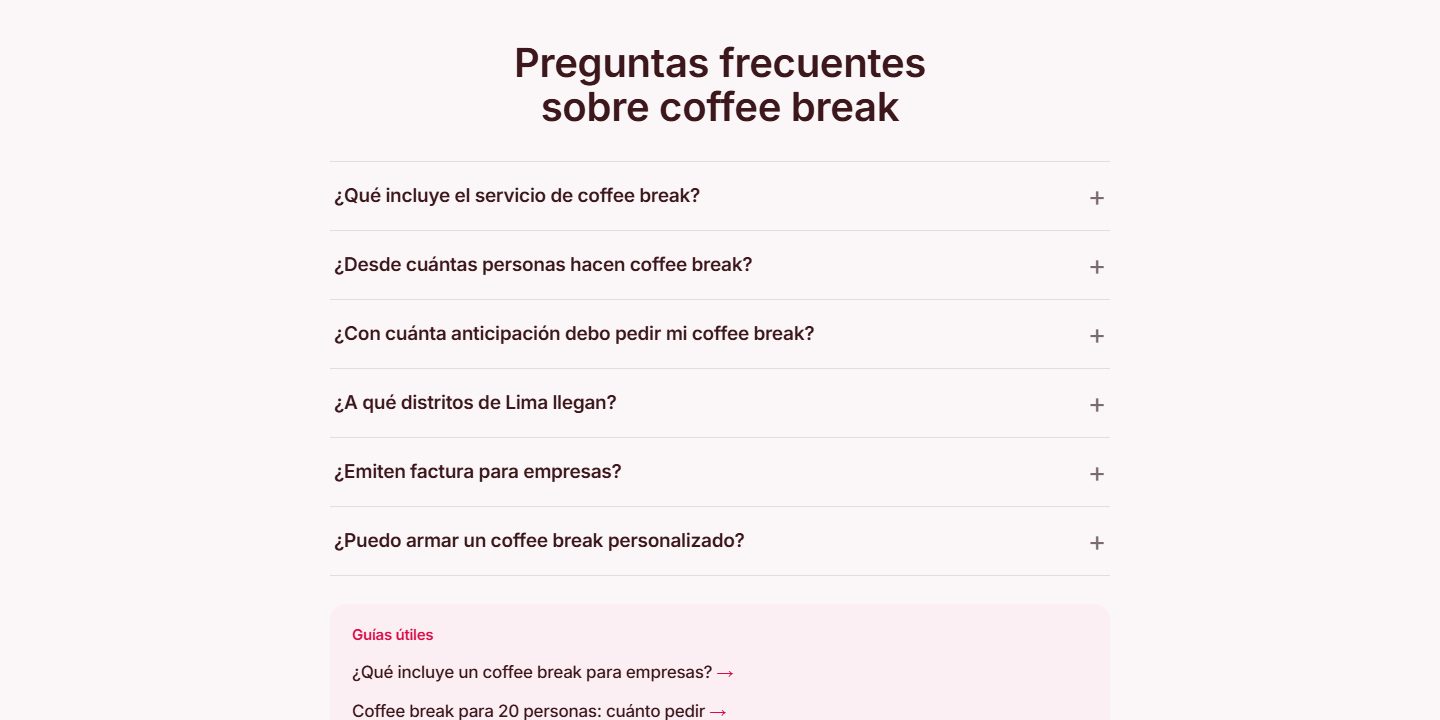 Preguntas frecuentes
sobre coffee break
¿Qué incluye el servicio de coffee break?
¿Desde cuántas personas hacen coffee break?
¿Con cuánta anticipación debo pedir mi coffee break?
¿A qué distritos de Lima llegan?
¿Emiten factura para empresas?
¿Puedo armar un coffee break personalizado?
Guías útiles
¿Qué incluye un coffee break para empresas? →
Coffee break para 20 personas: cuánto pedir →